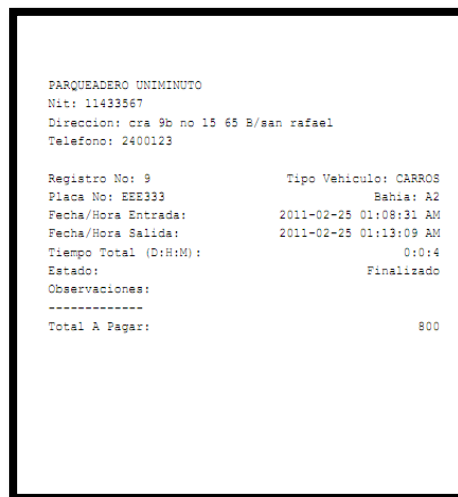 PARQUEADERO UNIMINUTO
Nit: 11433567
Direccion: cra 9b no 15 65 B/san rafael
Telefono: 2400123
Registro No: 9 Tipo Vehiculo: CARROS
Placa No: EEE333 Bahia: A2
Fecha/Hora Entrada: 2011-02-25 01:08:31 AM
Fecha/Hora Salida: 2011-02-25 01:13:09 AM
Tiempo Total (D:H:M): 0:0:4
Estado: Finalizado
Observaciones:
-------------
Total A Pagar: 800